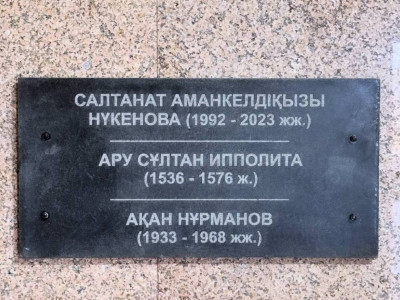 САЛТАНАТ АМАНКЕЛДІҚЫЗЫ
НҮКЕНОВА (1992 - 2023 жж.)
АРУ СҰЛТАН ИППОЛИТА
(1536 - 1576 ж.)
АҚАН НҰРМАНОВ
(1933 - 1968 жж.)